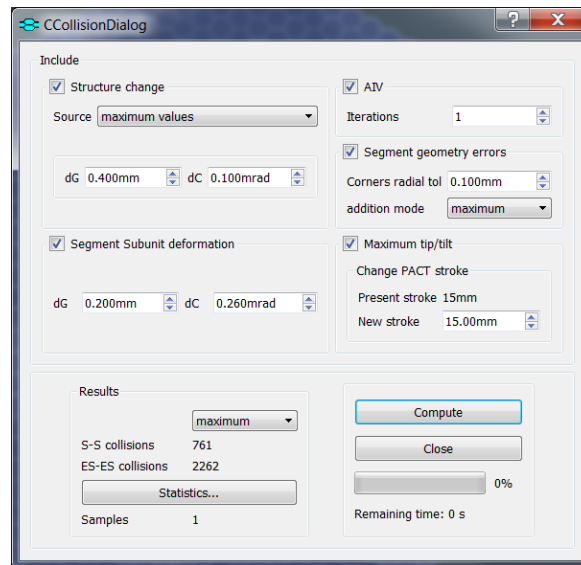 CCollisionDialog
?
X
Include
Structure change
Source maximum values
dG 0.400mm dC 0.100mrad
AIV
Iterations 1
Segment geometry errors
Corners radial tol 0.100mm
addition mode maximum
Segment Subunit deformation
dG 0.200mm dC 0.260mrad
Maximum tip/tilt
Change PACT stroke
Present stroke 15mm
New stroke 15.00mm
Results
maximum
S-S collisions 761
ES-ES collisions 2262
Statistics...
Samples 1
Compute
Close
0%
Remaining time: 0 s